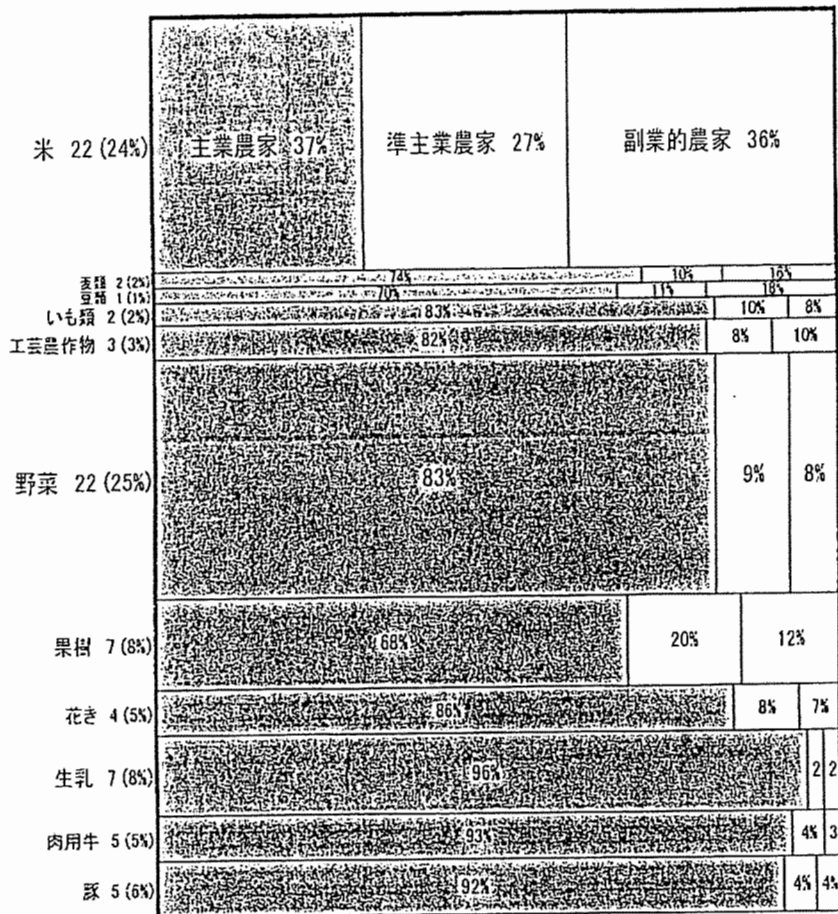 米 22 (24%) 主業農家 37% 準主業農家 27% 副業的農家 36%
麦類 2 (2%) 74% 10% 16%
豆類 1 (1%) 70% 11% 18%
いも類 2 (2%) 83% 10% 8%
工芸農作物 3 (3%) 82% 8% 10%
野菜 22 (25%) 83% 9% 8%
果樹 7 (8%) 68% 20% 12%
花き 4 (5%) 86% 8% 7%
生乳 7 (8%) 96% 2 2
肉用牛 5 (5%) 93% 4% 3
豚 5 (6%) 92% 4% 4%